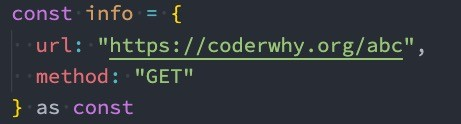 const info = {
  url: "https://coderwhy.org/abc",
  method: "GET"
} as const